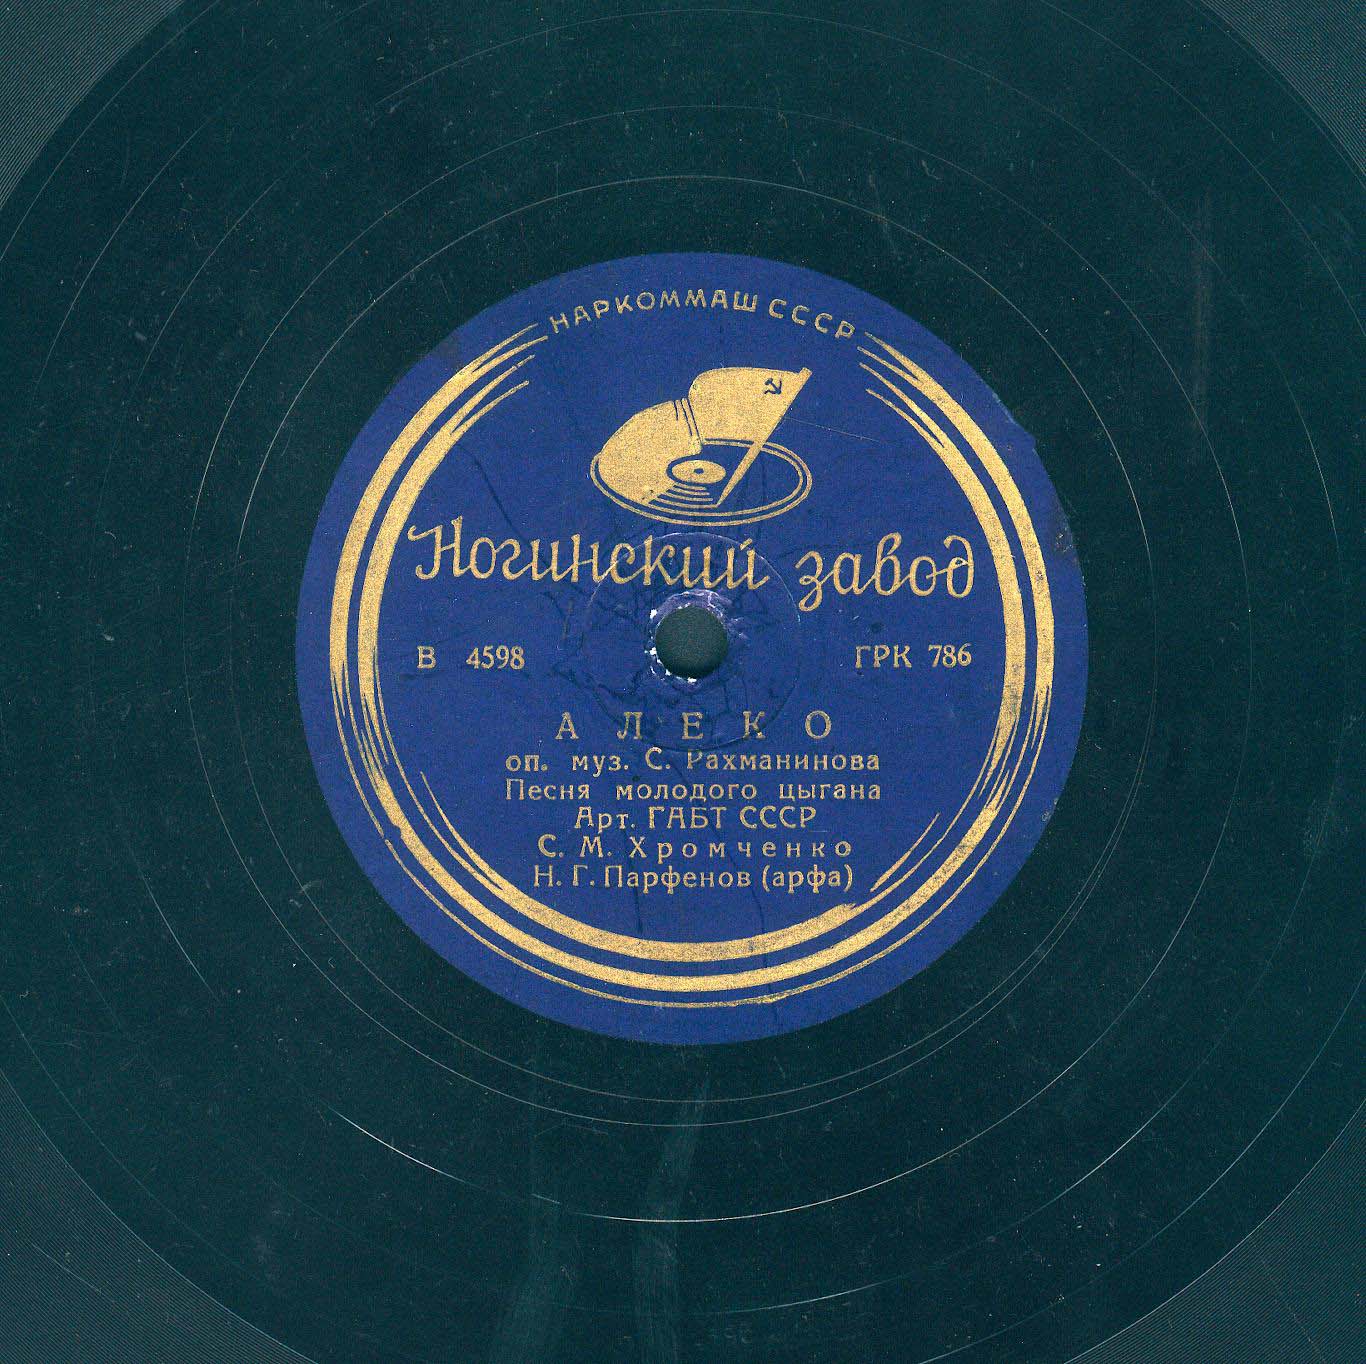 НАРКОММАШ СССР
Ногинский завод
В 4598 ГРК 786
АЛЕКО
оп. муз. С. Рахманинова
Песня молодого цыгана
Арт. ГАБТ СССР
С. М. Хромченко
Н. Г. Парфенов (арфа)